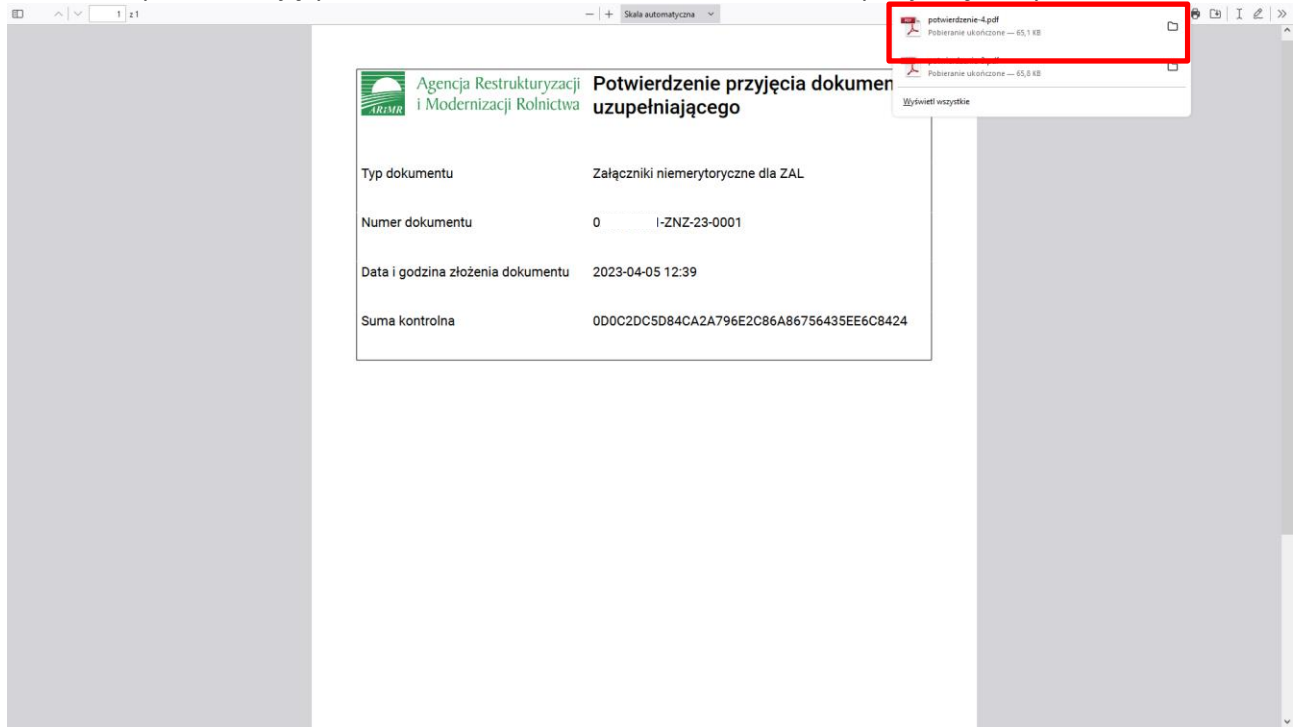 1 z 1
Skala automatyczna
potwierdzenie-4.pdf
Pobieranie ukończone — 65,1 KB
Pobieranie ukończone — 65,8 KB
Wyświetl wszystkie
ARiMR
Agencja Restrukturyzacji
i Modernizacji Rolnictwa
Potwierdzenie przyjęcia dokumen
uzupełniającego
Typ dokumentu Załączniki niemerytoryczne dla ZAL
Numer dokumentu 0 -ZNZ-23-0001
Data i godzina złożenia dokumentu 2023-04-05 12:39
Suma kontrolna 0D0C2DC5D84CA2A796E2C86A86756435EE6C8424